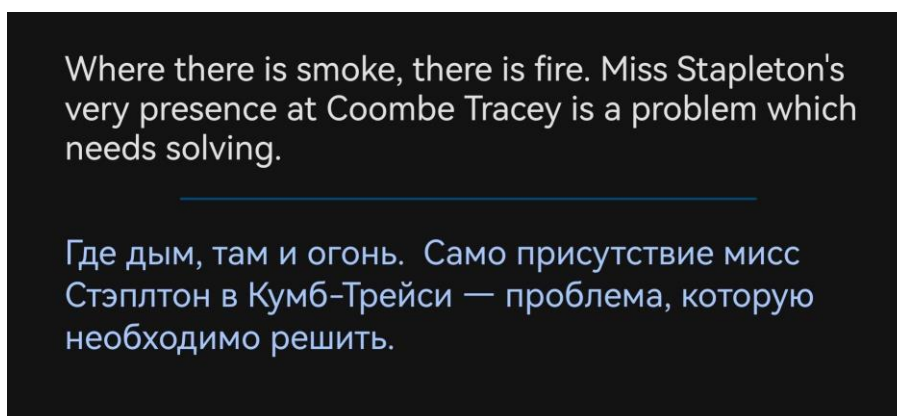 Where there is smoke, there is fire. Miss Stapleton's
very presence at Coombe Tracey is a problem which
needs solving.
Где дым, там и огонь.  Само присутствие мисс
Стэплтон в Кумб-Трейси — проблема, которую
необходимо решить.